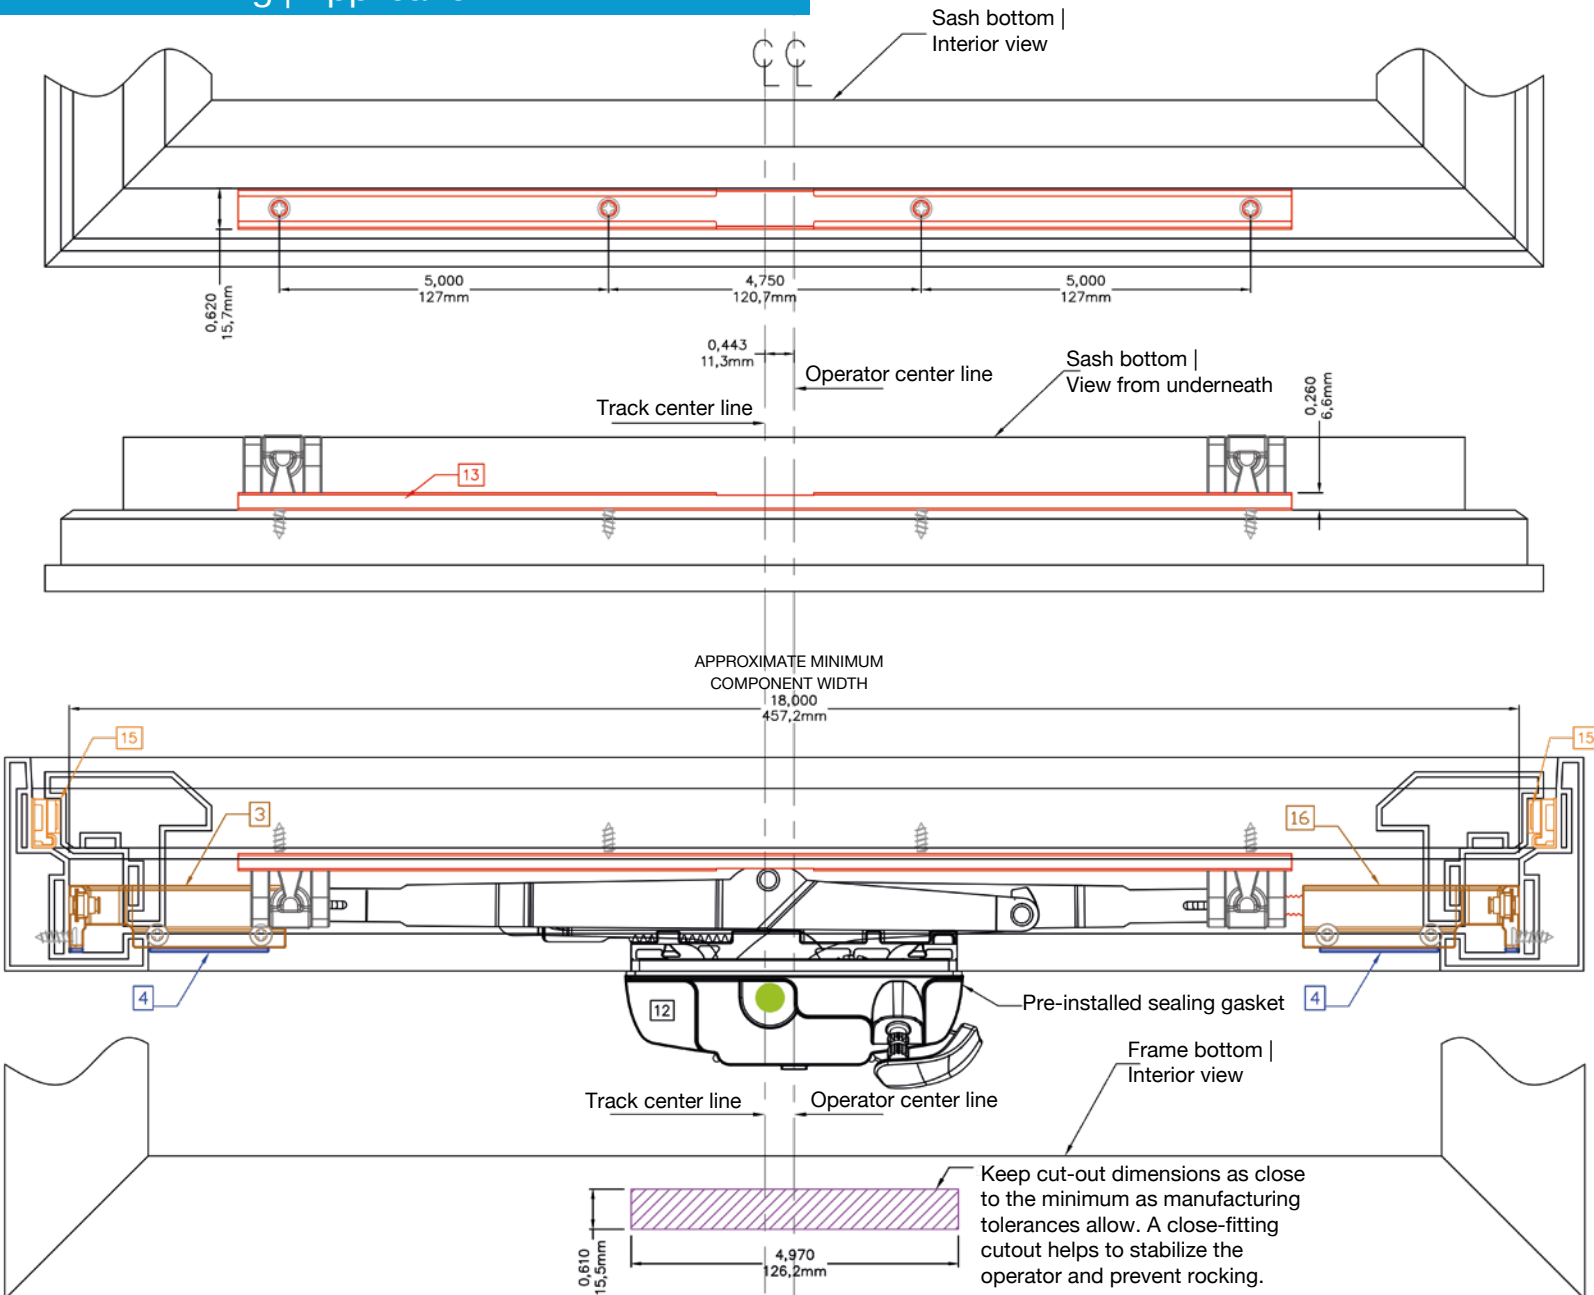 Sash bottom |
Interior view
5,000
127mm
4,750
120,7mm
5,000
127mm
0,620
15,7mm
0,443
11,3mm
Operator center line
Track center line
Sash bottom |
View from underneath
0,260
6,6mm
13
APPROXIMATE MINIMUM
COMPONENT WIDTH
18,000
457,2mm
15
15
3
16
4
12
Pre-installed sealing gasket
4
Frame bottom |
Interior view
Track center line
Operator center line
Keep cut-out dimensions as close
to the minimum as manufacturing
tolerances allow. A close-fitting
cutout helps to stabilize the
operator and prevent rocking.
0,610
15,5mm
4,970
126,2mm